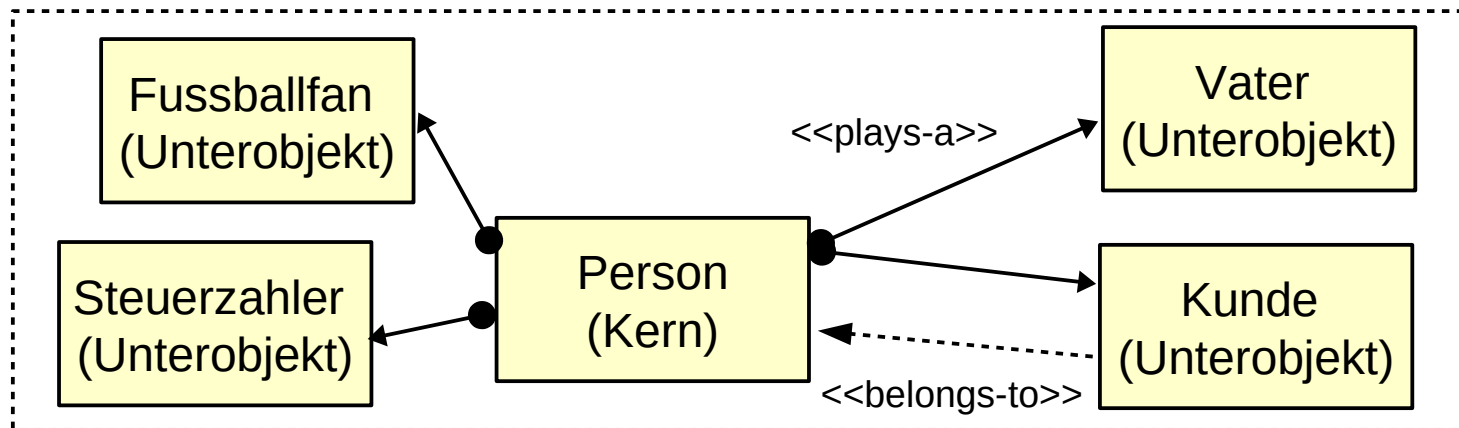 Fussballfan
(Unterobjekt)
Vater
(Unterobjekt)
<<plays-a>>
Steuerzahler
(Unterobjekt)
Person
(Kern)
Kunde
(Unterobjekt)
<<belongs-to>>